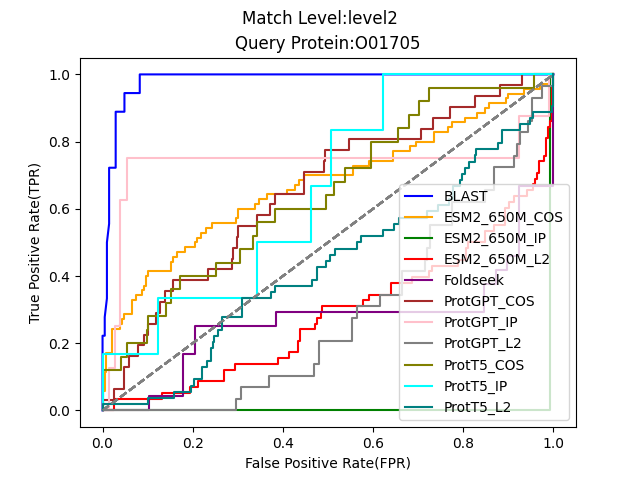 Match Level:level2
Query Protein:O01705
True Positive Rate(TPR)
1.0
0.8
0.6
0.4
0.2
0.0
BLAST
ESM2_650M_COS
ESM2_650M_IP
ESM2_650M_L2
Foldseek
ProtGPT_COS
ProtGPT_IP
ProtGPT_L2
ProtT5_COS
ProtT5_IP
ProtT5_L2
0.0 0.2 0.4 0.6 0.8 1.0
False Positive Rate(FPR)